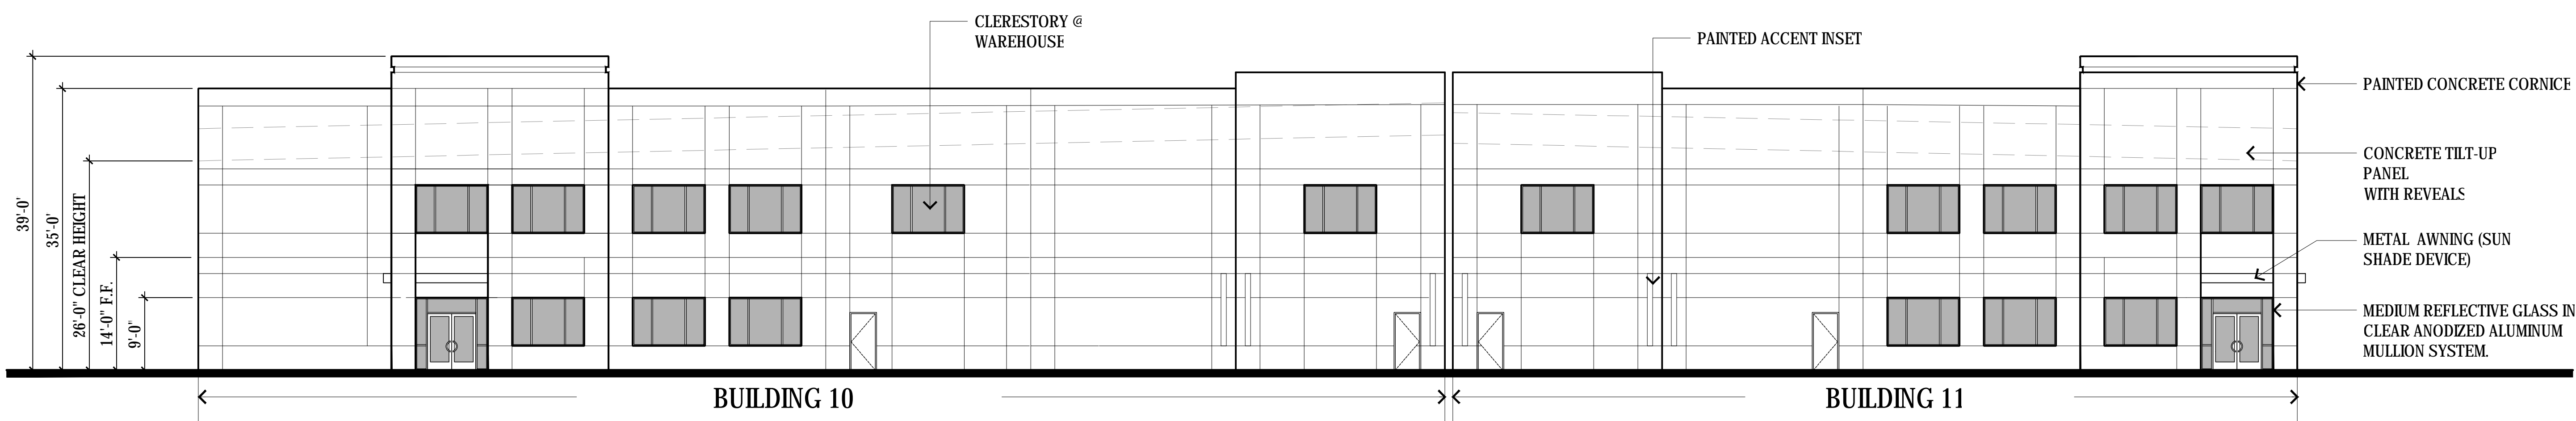 CLERESTORY @
WAREHOUSE
PAINTED ACCENT INSET
PAINTED CONCRETE CORNICE
CONCRETE TILT-UP
PANEL
WITH REVEALS
METAL AWNING (SUN
SHADE DEVICE)
MEDIUM REFLECTIVE GLASS IN
CLEAR ANODIZED ALUMINUM
MULLION SYSTEM.
39'-0'
35'-0'
26'-0" CLEAR HEIGHT
14'-0" F.F.
9'-0"
BUILDING 10
BUILDING 11